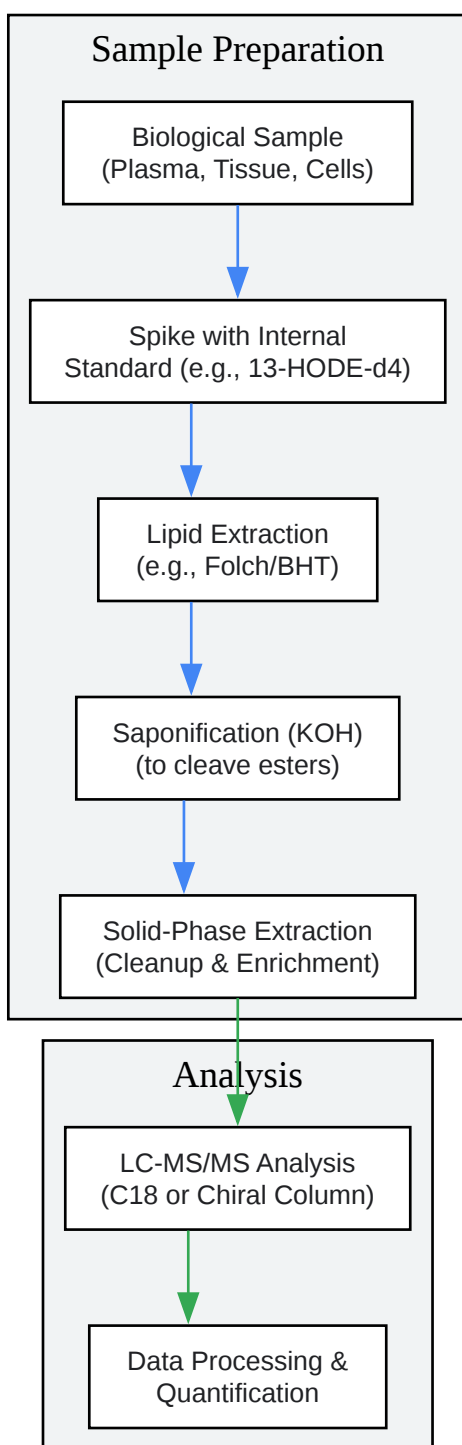 Sample Preparation
Biological Sample
(Plasma, Tissue, Cells)
Spike with Internal
Standard (e.g., 13-HODE-d4)
Lipid Extraction
(e.g., Folch/BHT)
Saponification (KOH)
(to cleave esters)
Solid-Phase Extraction
(Cleanup & Enrichment)
Analysis
LC-MS/MS Analysis
(C18 or Chiral Column)
Data Processing &
Quantification